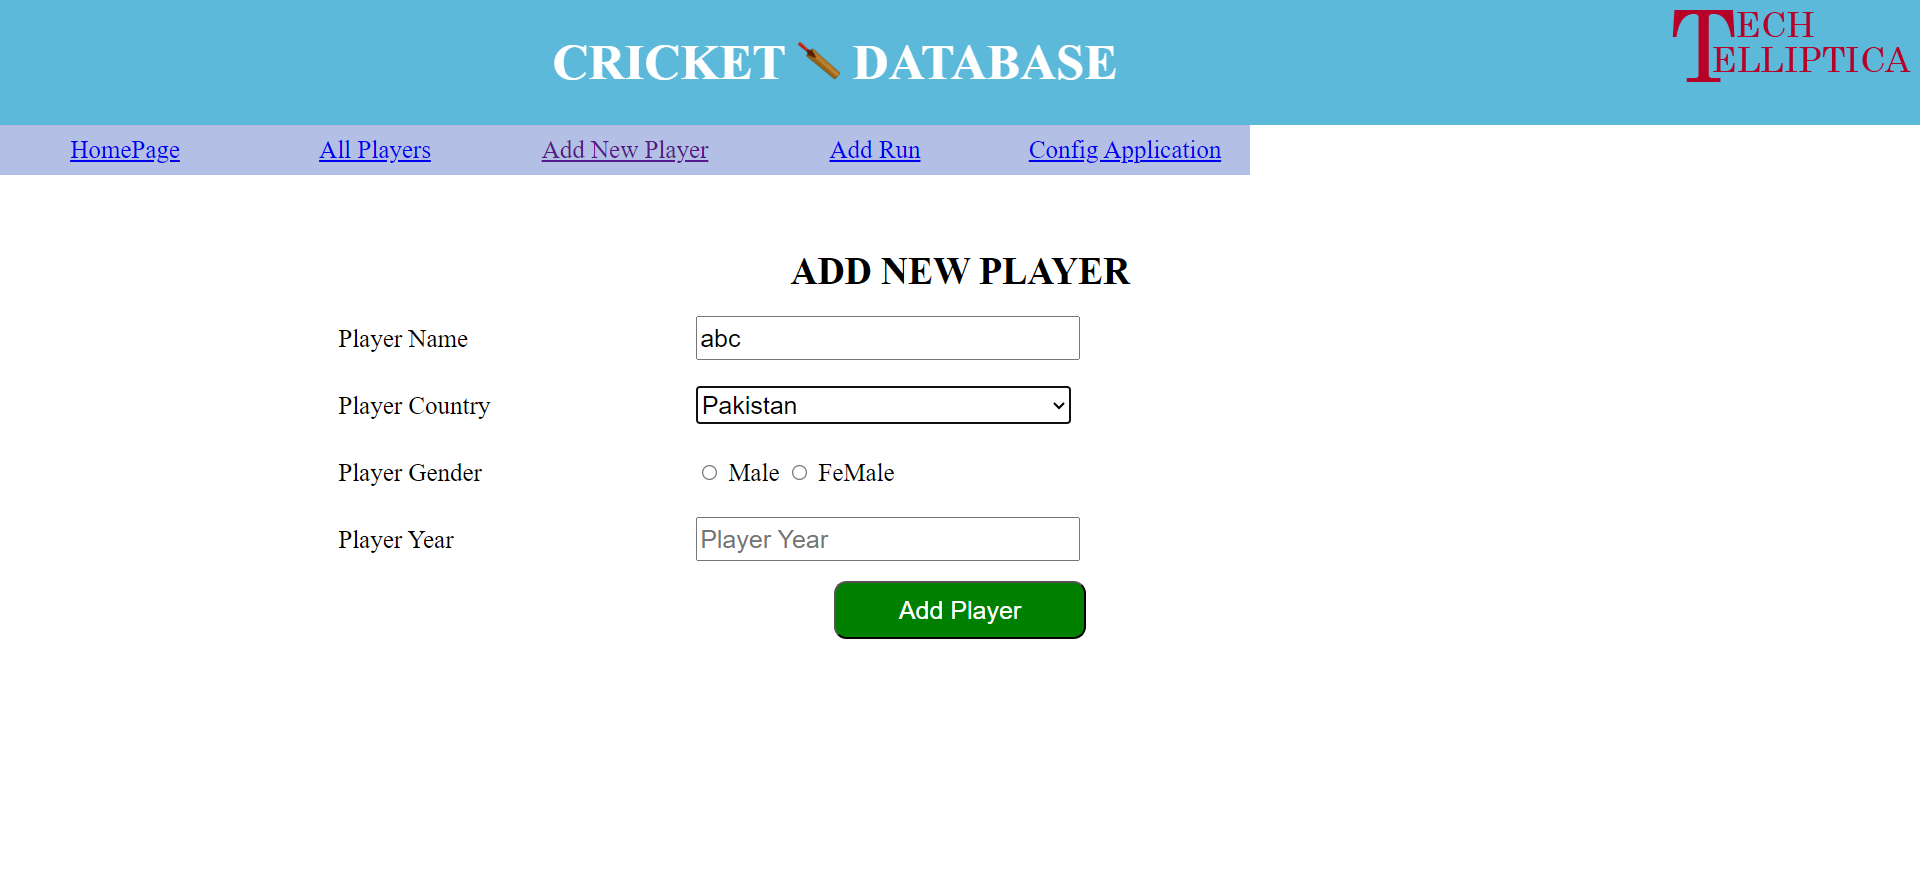 CRICKET 🏏 DATABASE
TECH
TELLIPTICA
HomePage All Players Add New Player Add Run Config Application
ADD NEW PLAYER
Player Name abc
Player Country Pakistan
Player Gender Male FeMale
Player Year Player Year
Add Player